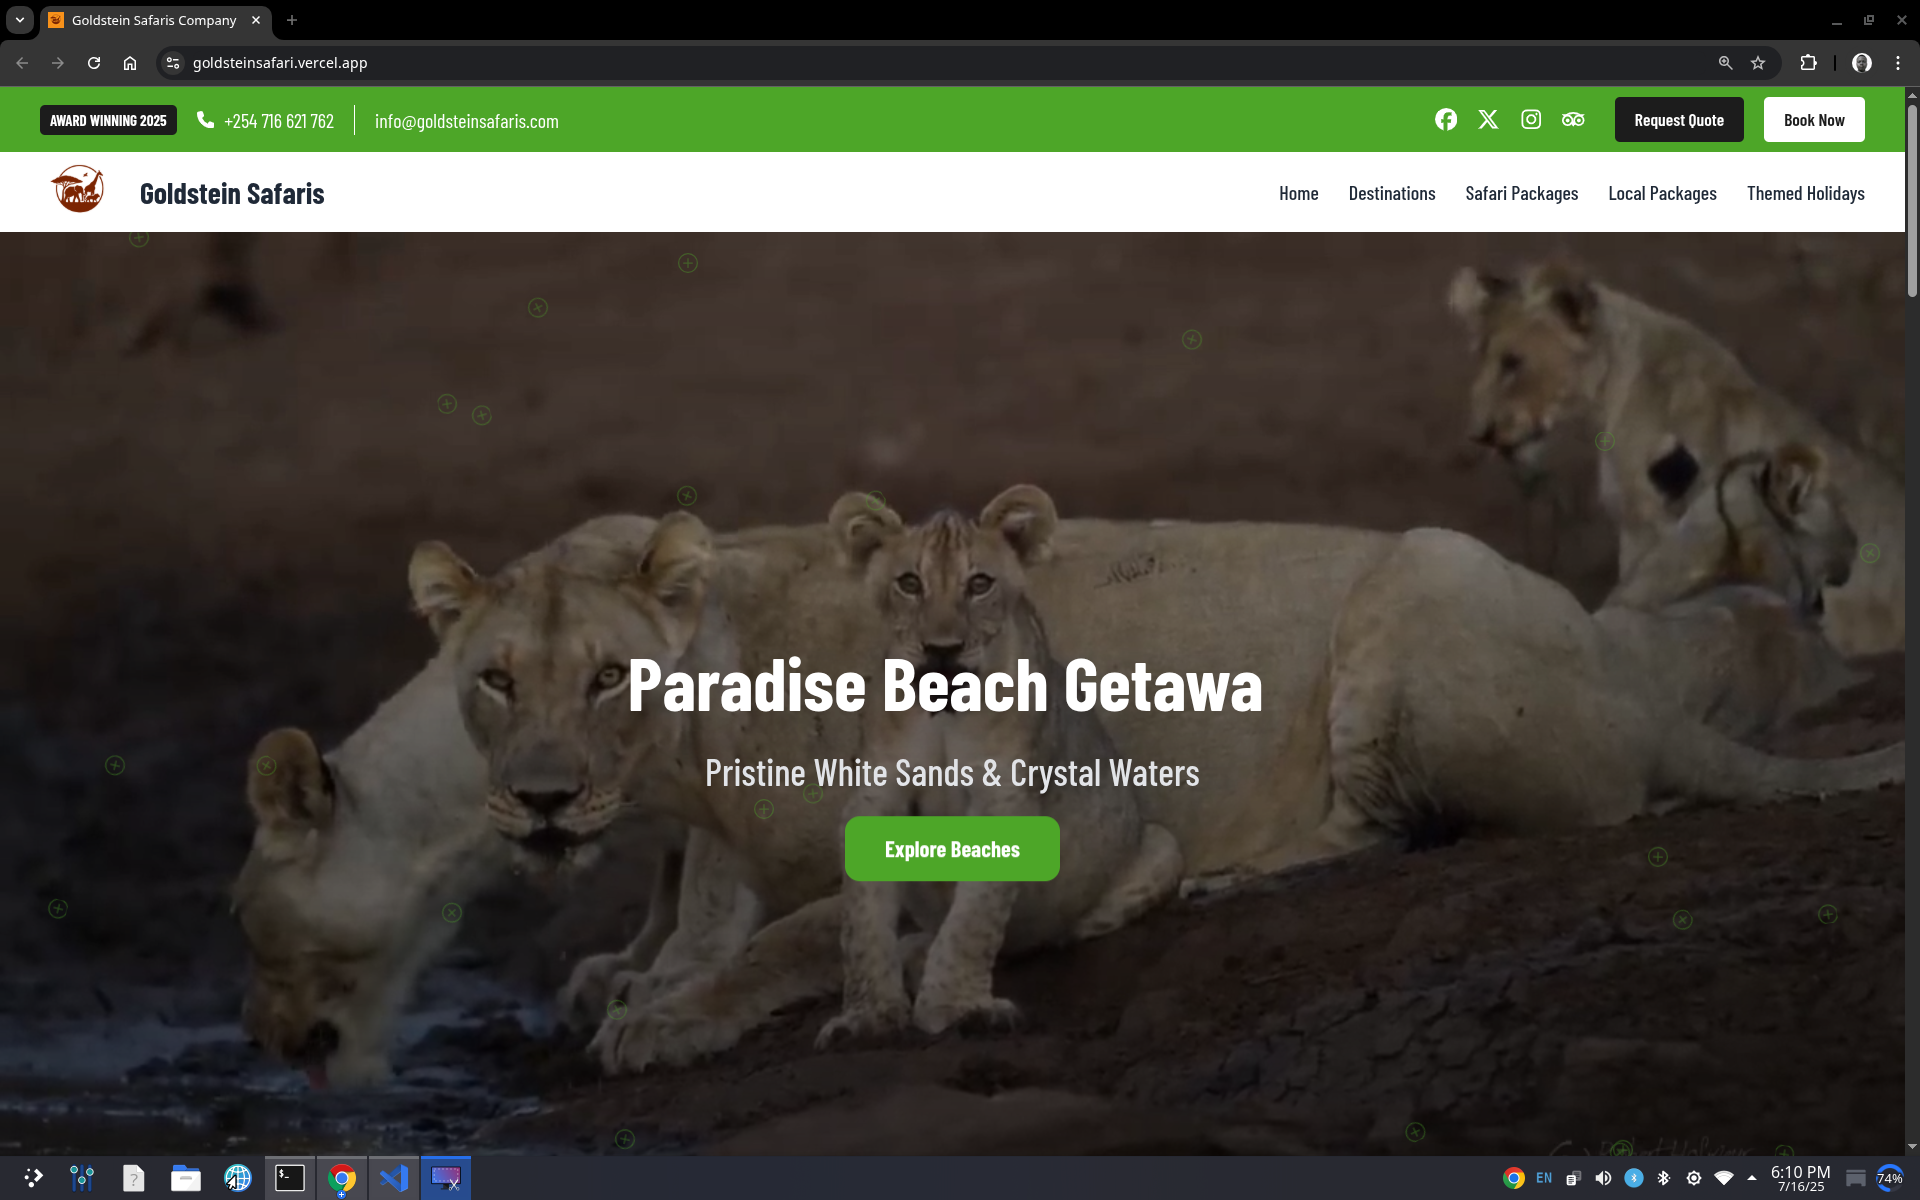 Goldstein Safaris Company
goldsteinsafari.vercel.app
AWARD WINNING 2025
+254 716 621 762
info@goldsteinsafaris.com
Request Quote
Book Now
Goldstein Safaris
Home
Destinations
Safari Packages
Local Packages
Themed Holidays
Paradise Beach Getawa
Pristine White Sands & Crystal Waters
Explore Beaches
EN
6:10 PM
7/16/25
74%